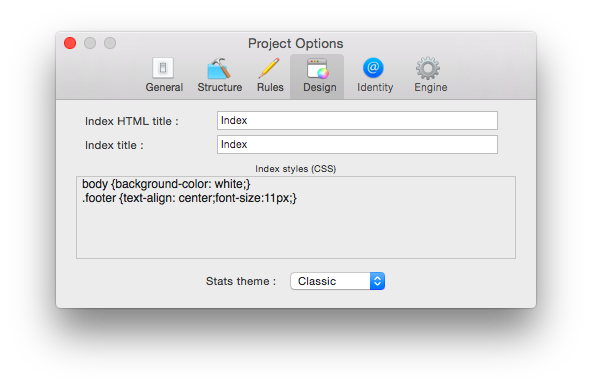 Project Options
General Structure Rules Design Identity Engine
Index HTML title : Index
Index title : Index
Index styles (CSS)
body {background-color: white;}
.footer {text-align: center;font-size:11px;}
Stats theme : Classic